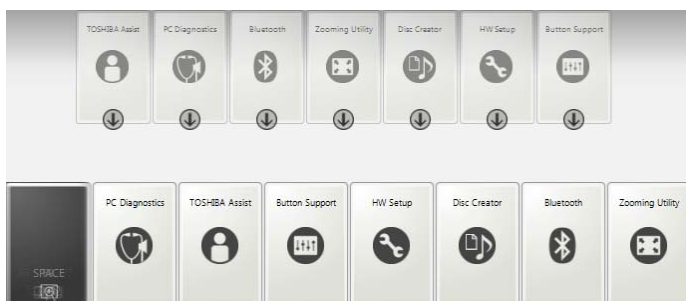 TOSHIBA Assist
PC Diagnostics
Bluetooth
Zooming Utility
Disc Creator
HW Setup
Button Support
PC Diagnostics
TOSHIBA Assist
Button Support
HW Setup
Disc Creator
Bluetooth
Zooming Utility
SPACE